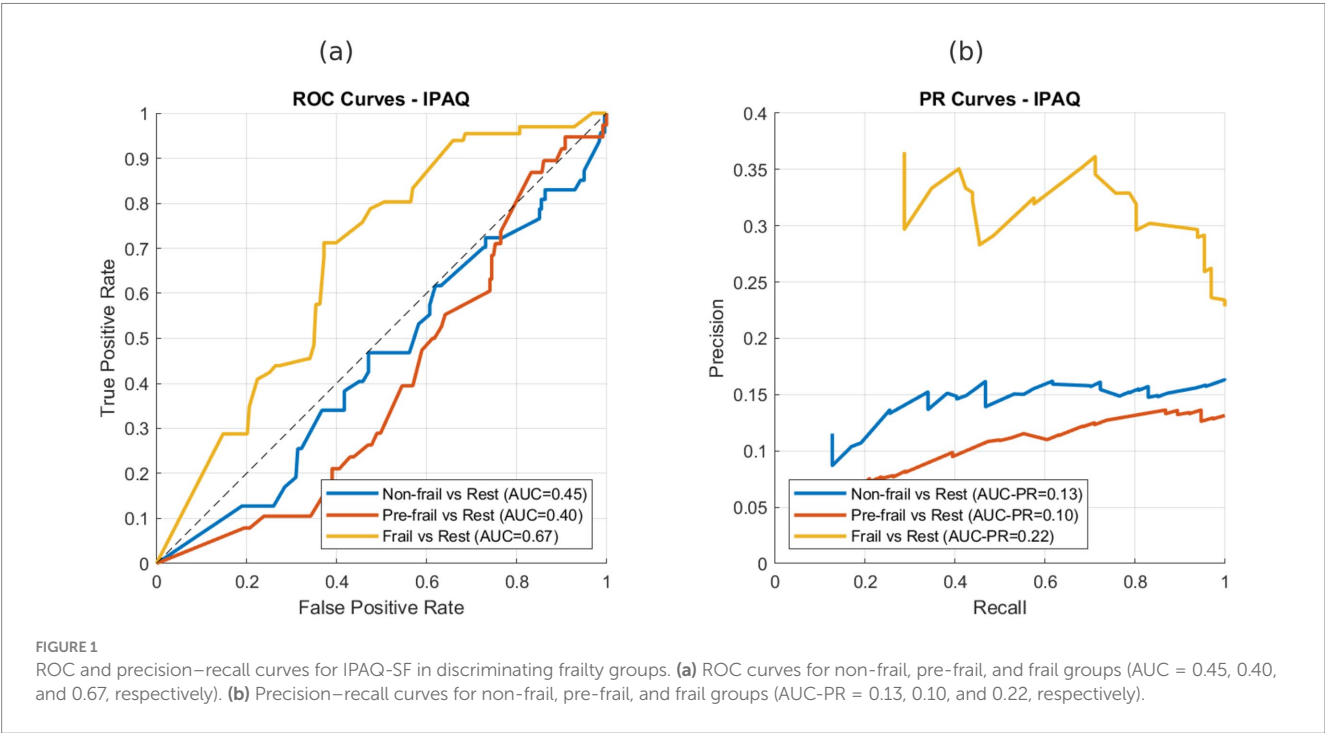 (a)
ROC Curves - IPAQ
1
0.9
0.8
0.7
0.6
0.5
0.4
0.3
0.2
0.1
0
True Positive Rate
Non-frail vs Rest (AUC=0.45)
Pre-frail vs Rest (AUC=0.40)
Frail vs Rest (AUC=0.67)
0 0.2 0.4 0.6 0.8 1
False Positive Rate
(b)
PR Curves - IPAQ
0.4
0.35
0.3
0.25
0.2
0.15
0.1
0.05
0
Precision
Non-frail vs Rest (AUC-PR=0.13)
Pre-frail vs Rest (AUC-PR=0.10)
Frail vs Rest (AUC-PR=0.22)
0 0.2 0.4 0.6 0.8 1
Recall
FIGURE 1
ROC and precision–recall curves for IPAQ-SF in discriminating frailty groups. (a) ROC curves for non-frail, pre-frail, and frail groups (AUC = 0.45, 0.40,
and 0.67, respectively). (b) Precision–recall curves for non-frail, pre-frail, and frail groups (AUC-PR = 0.13, 0.10, and 0.22, respectively).